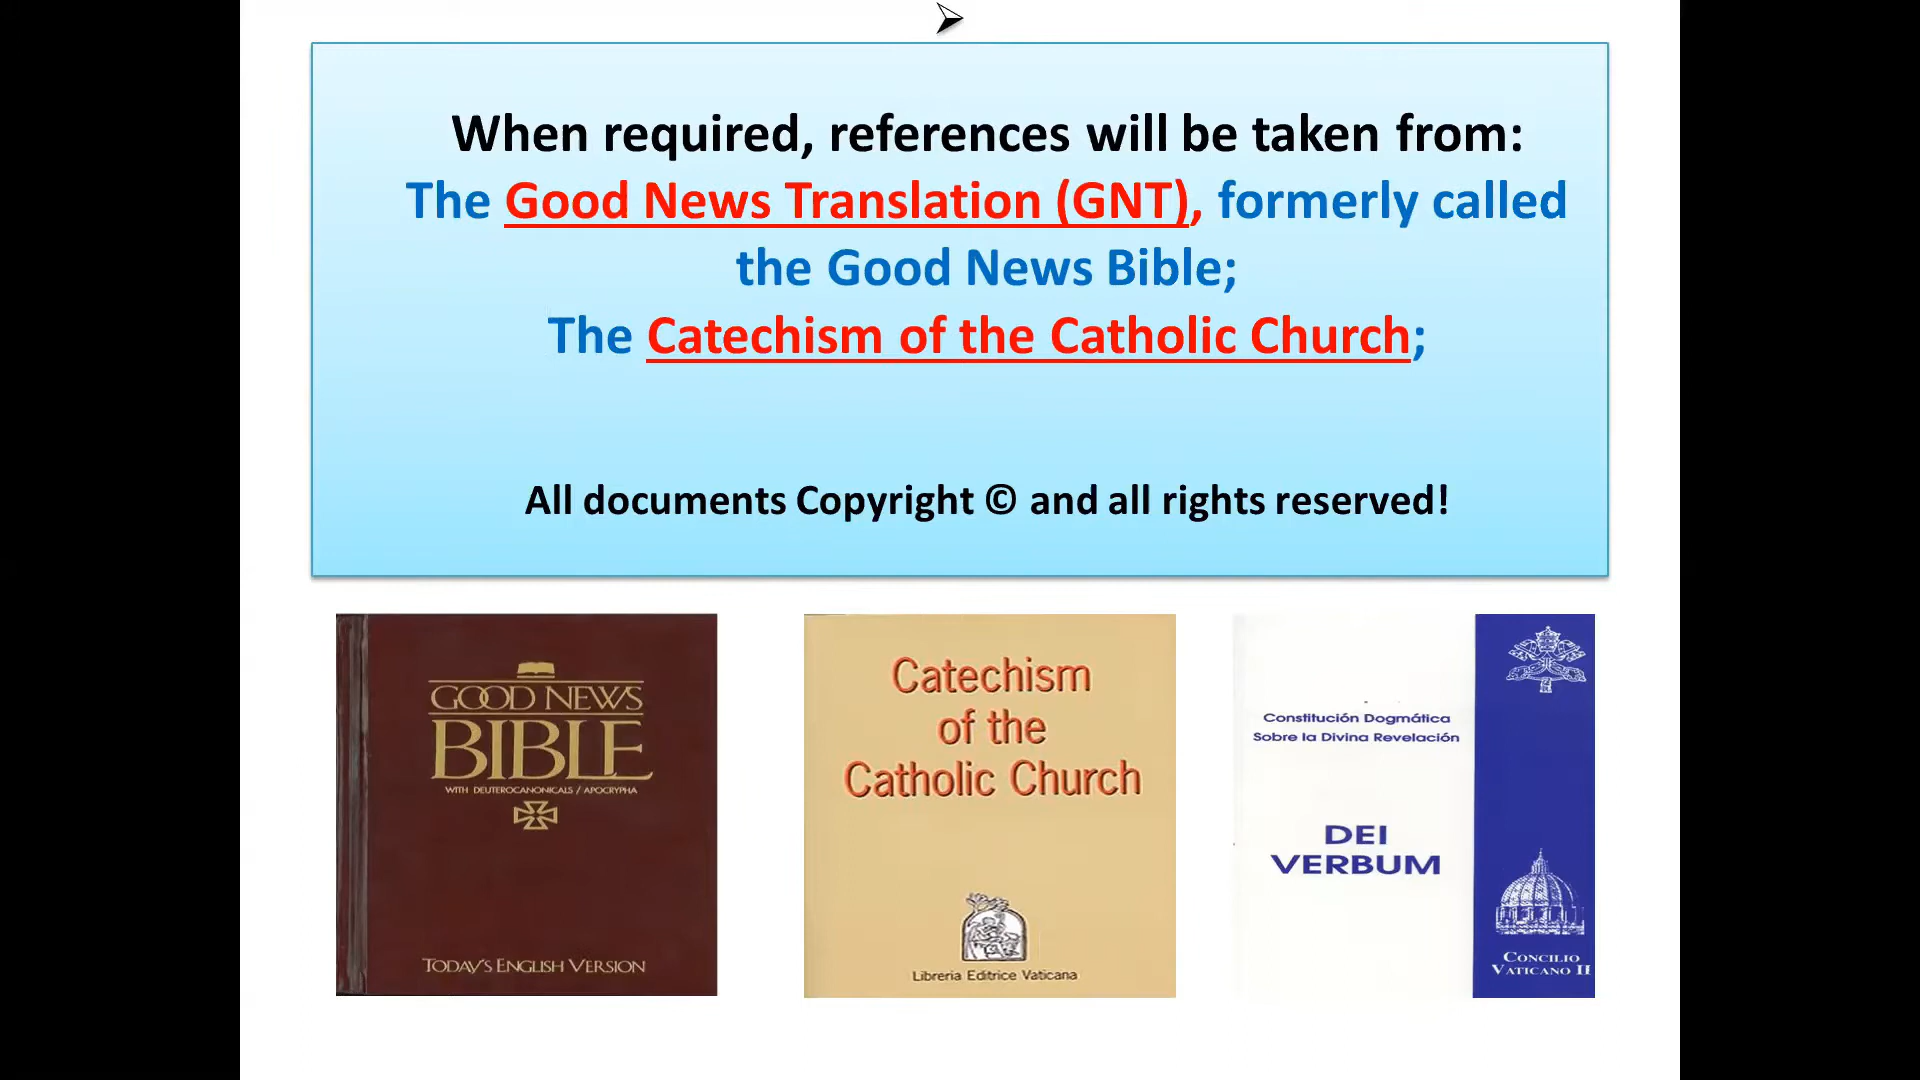 When required, references will be taken from:
The Good News Translation (GNT), formerly called
the Good News Bible;
The Catechism of the Catholic Church;
All documents Copyright © and all rights reserved!
GOOD NEWS
BIBLE
WITH DEUTEROCANONICALS / APOCRYPHA
TODAY'S ENGLISH VERSION
Catechism
of the
Catholic Church
Libreria Editrice Vaticana
Constitución Dogmática
Sobre la Divina Revelación
DEI
VERBUM
CONCILIO
VATICANO II